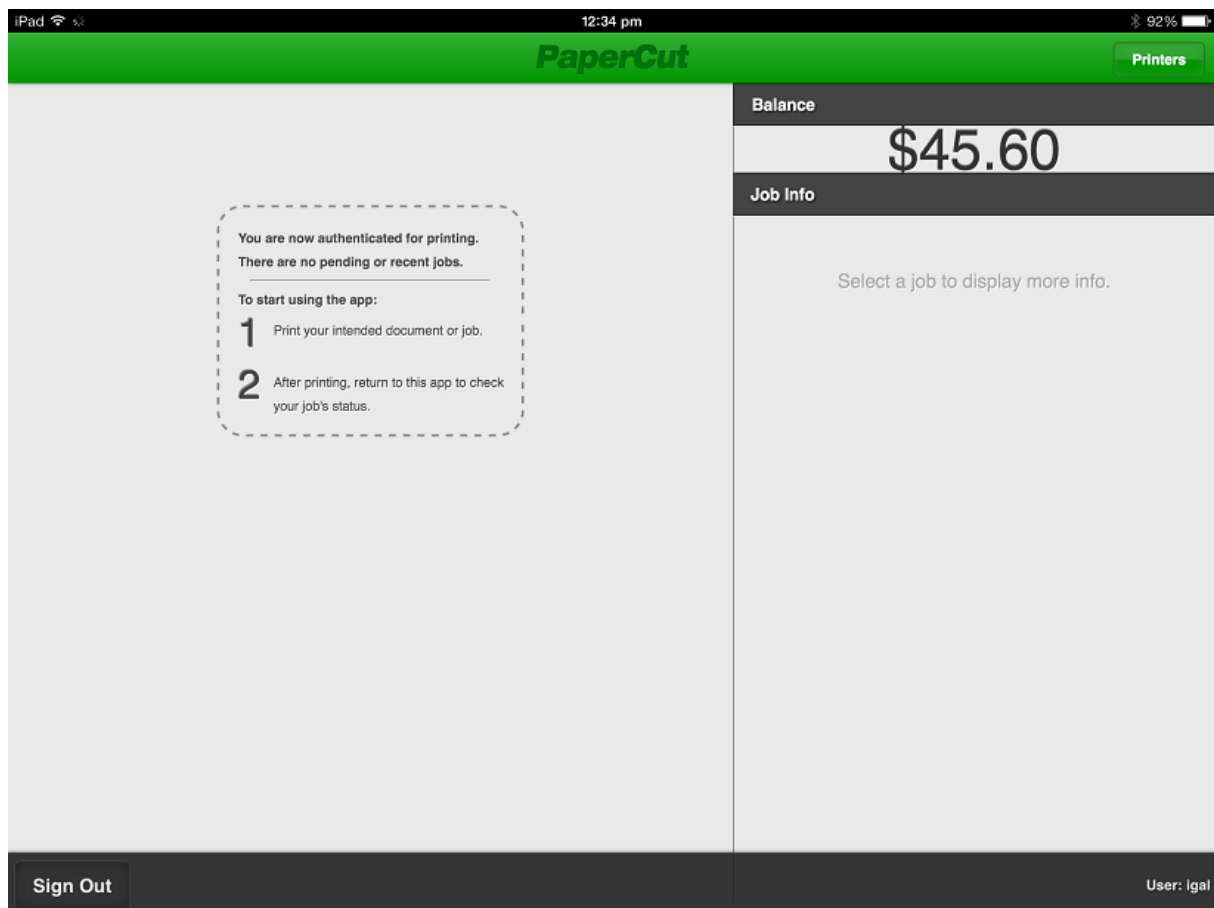 iPad
12:34 pm
92%
PaperCut
Printers
You are now authenticated for printing.
There are no pending or recent jobs.
To start using the app:
1 Print your intended document or job.
2 After printing, return to this app to check
your job's status.
Balance
$45.60
Job Info
Select a job to display more info.
Sign Out
User: igal